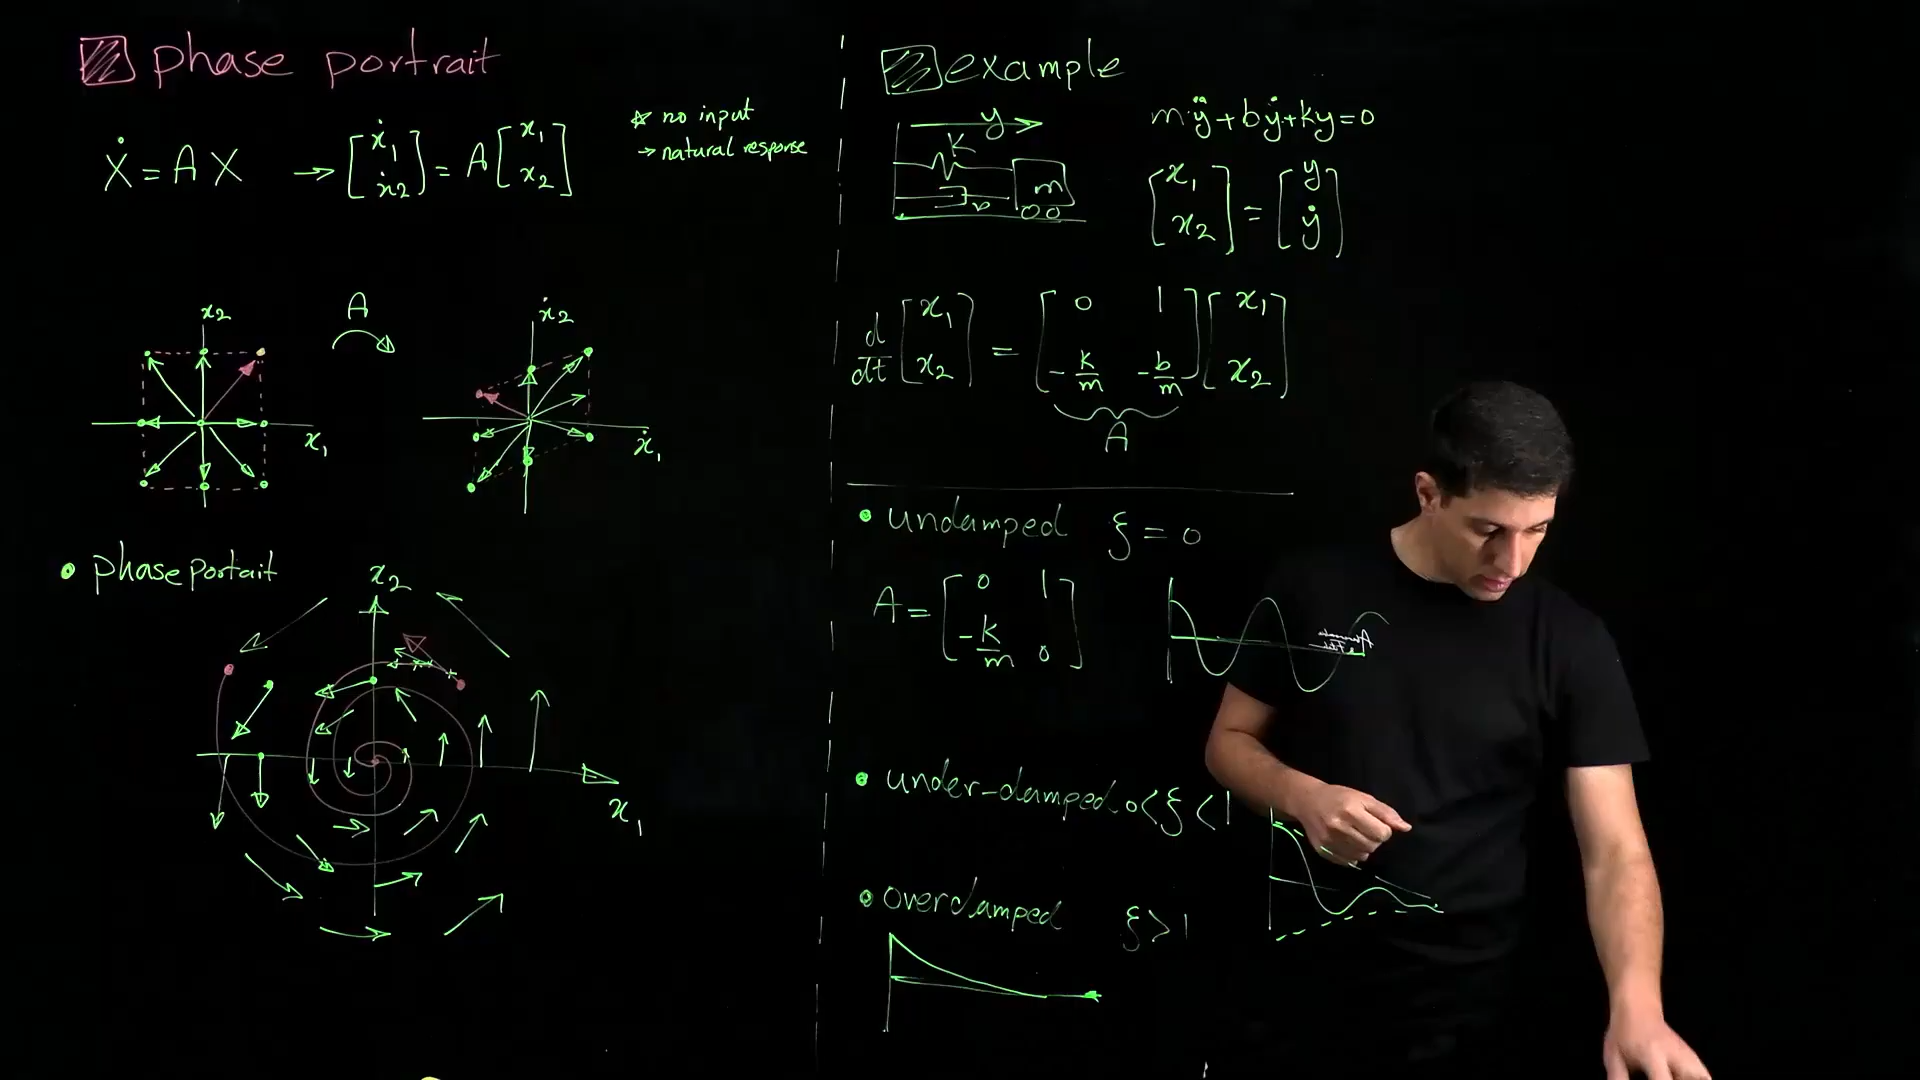 phase portrait
Ẋ = A X → [ẋ1 ẋ2] = A [x1 x2]
* no input
→ natural response
x2
A
ẋ2
x1
ẋ1
• phase portait
x2
x1
example
y
K
m
b
mÿ + bẏ + ky = 0
[x1 x2] = [y ẏ]
d/dt [x1 x2] = [0 1 -k/m -b/m] [x1 x2]
A
• undamped ξ = 0
A = [0 1 -k/m 0]
• under-damped 0 < ξ < 1
• overdamped ξ > 1